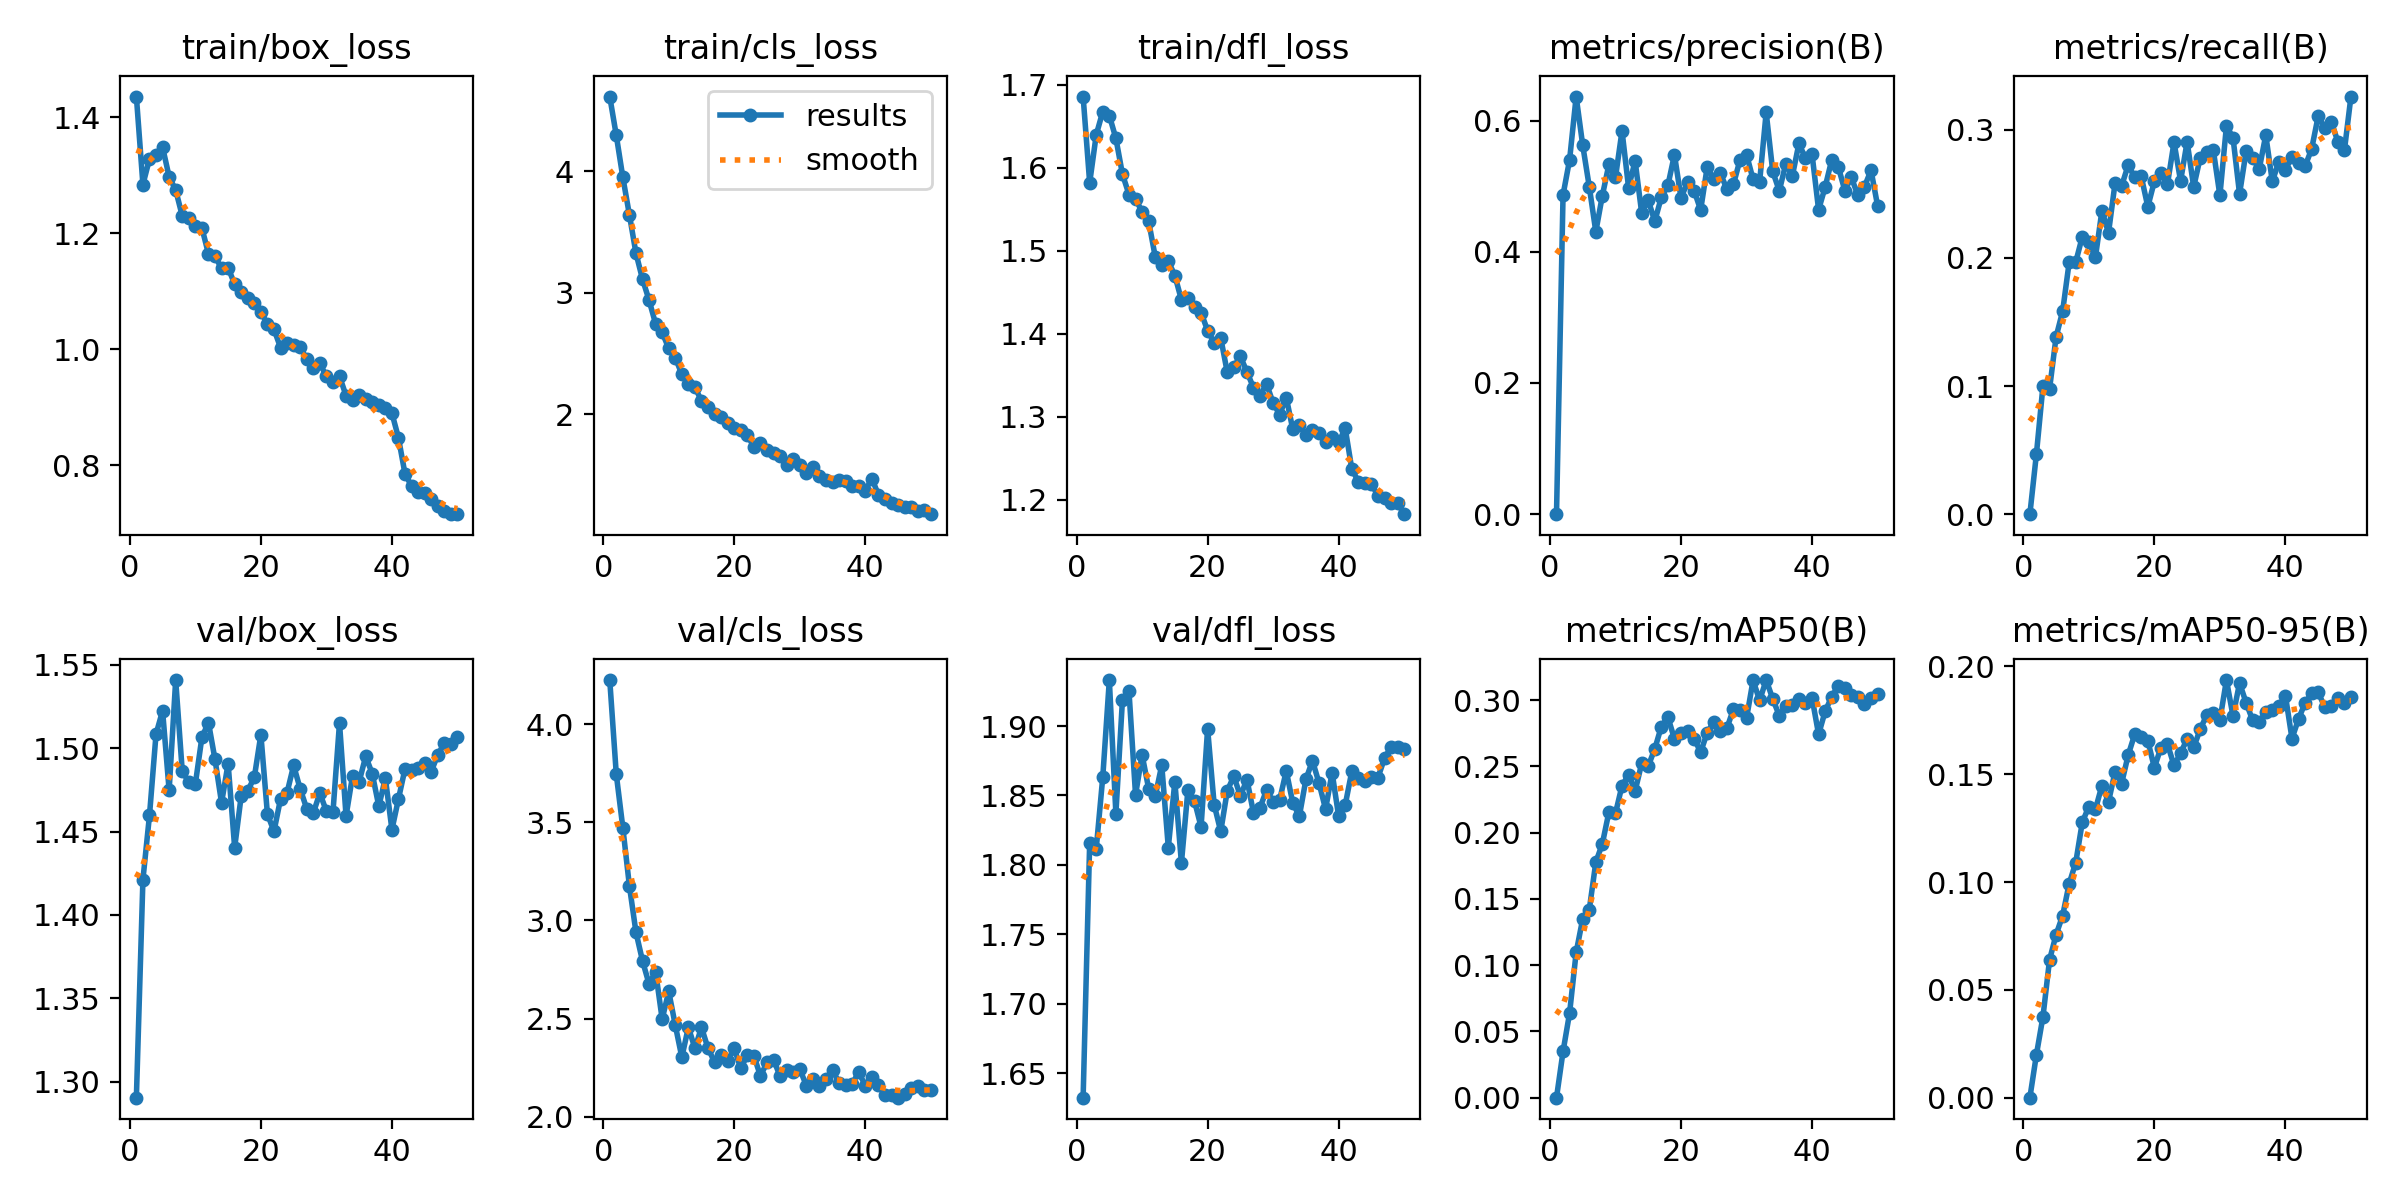 train/box_loss
1.4
1.2
1.0
0.8
0 20 40
train/cls_loss
results
smooth
4
3
2
0 20 40
train/dfl_loss
1.7
1.6
1.5
1.4
1.3
1.2
0 20 40
metrics/precision(B)
0.6
0.4
0.2
0.0
0 20 40
metrics/recall(B)
0.3
0.2
0.1
0.0
0 20 40
val/box_loss
1.55
1.50
1.45
1.40
1.35
1.30
0 20 40
val/cls_loss
4.0
3.5
3.0
2.5
2.0
0 20 40
val/dfl_loss
1.90
1.85
1.80
1.75
1.70
1.65
0 20 40
metrics/mAP50(B)
0.30
0.25
0.20
0.15
0.10
0.05
0.00
0 20 40
metrics/mAP50-95(B)
0.20
0.15
0.10
0.05
0.00
0 20 40